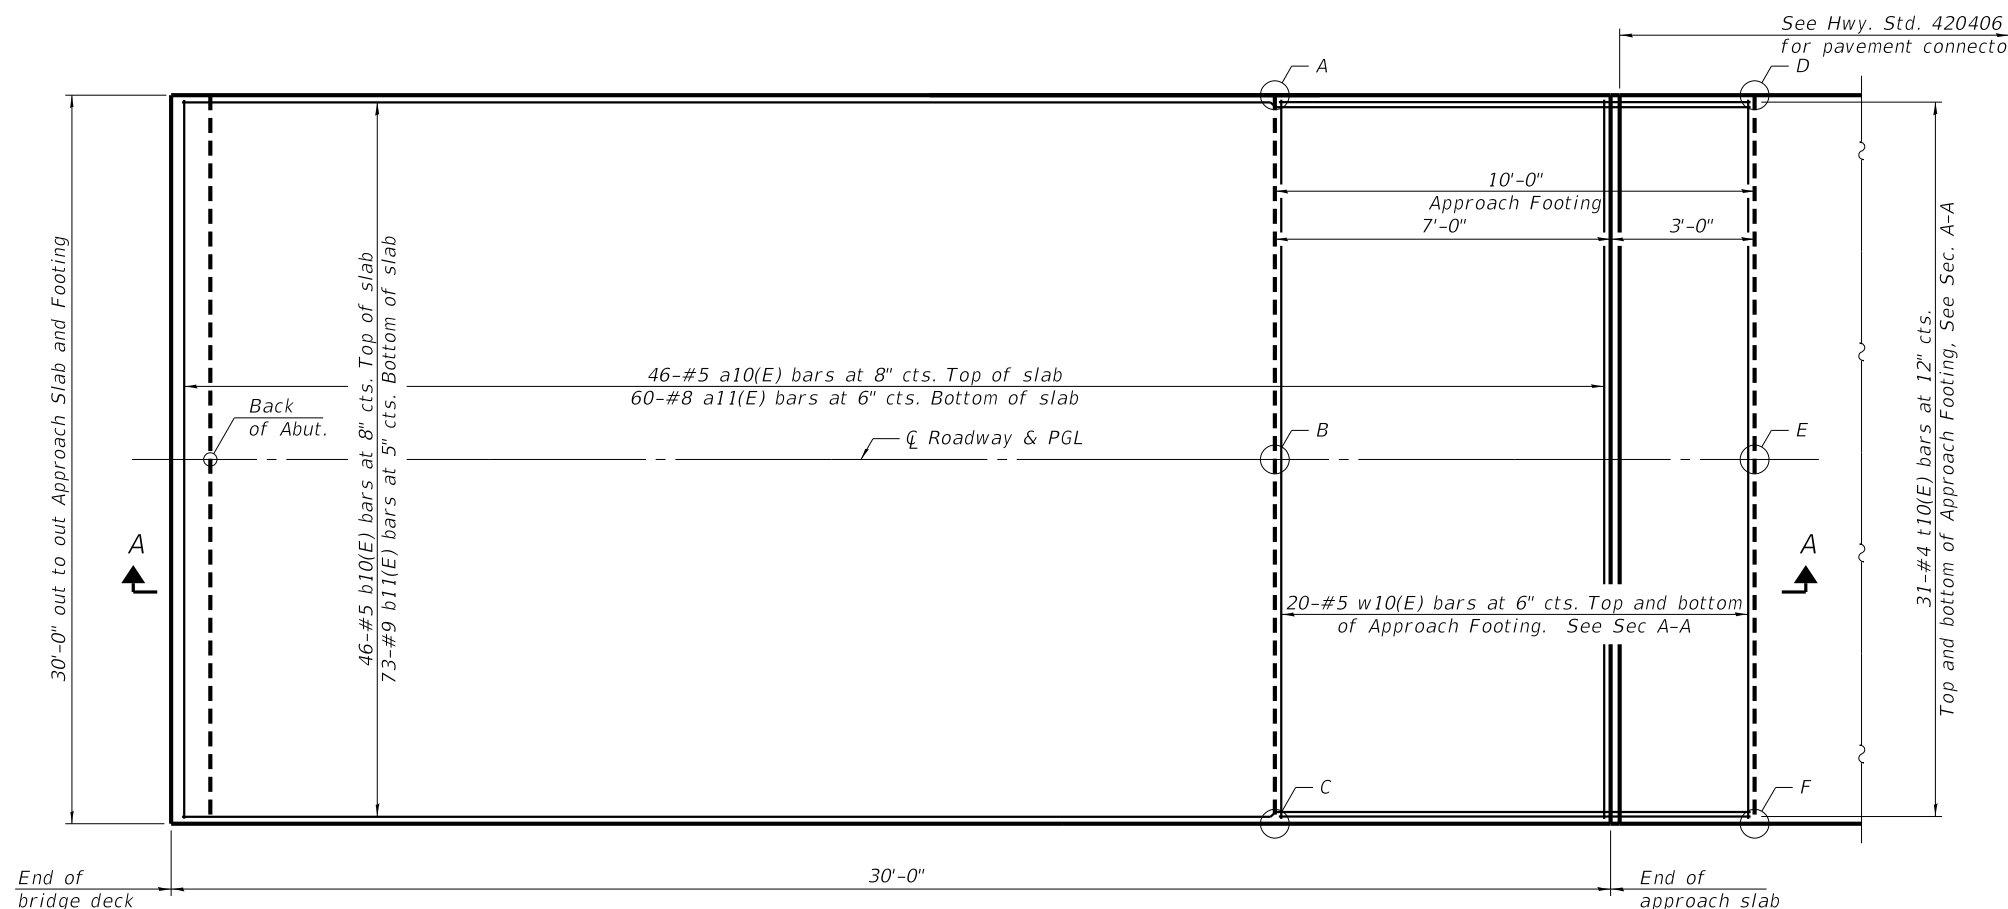 See Hwy. Std. 420406
for pavement connecto
A
D
10'-0"
Approach Footing
7'-0"
3'-0"
30'-0" out to out Approach Slab and Footing
46-#5 b10(E) bars at 8" cts. Top of slab
73-#9 b11(E) bars at 5" cts. Bottom of slab
46-#5 a10(E) bars at 8" cts. Top of slab
60-#8 a11(E) bars at 6" cts. Bottom of slab
Back
of Abut.
℄ Roadway & PGL
B
E
31-#4 t10(E) bars at 12" cts.
Top and bottom of Approach Footing, See Sec. A-A
A
A
20-#5 w10(E) bars at 6" cts. Top and bottom
of Approach Footing. See Sec A-A
C
F
End of
bridge deck
30'-0"
End of
approach slab